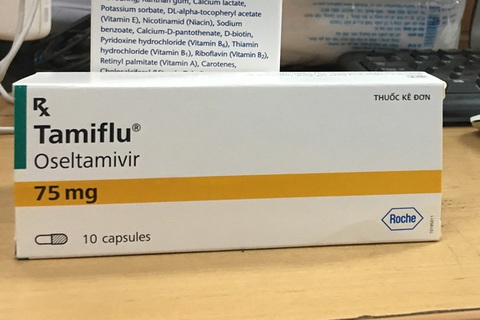 Xanthan gum, Calcium lactate,
Potassium sorbate, DL-alpha-tocopheryl acetate
(Vitamin E), Nicotinamid (Niacin), Sodium
benzoate, Calcium-D-pantothenate, D-biotin,
Pyridoxine hydrochloride (Vitamin B₆), Thiamin
hydrochloride (Vitamin B₁), Riboflavin (Vitamin B₂),
Retinyl palmitate (Vitamin A), Carotenes,
℞
THUỐC KÊ ĐƠN
Tamiflu®
Oseltamivir
75 mg
10 capsules
Roche